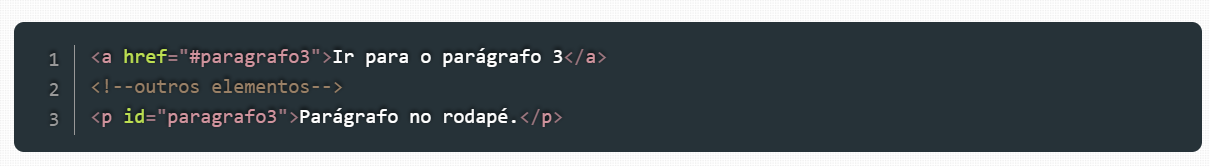 1 <a href="#paragrafo3">Ir para o parágrafo 3</a>
2 <!--outros elementos-->
3 <p id="paragrafo3">Parágrafo no rodapé.</p>